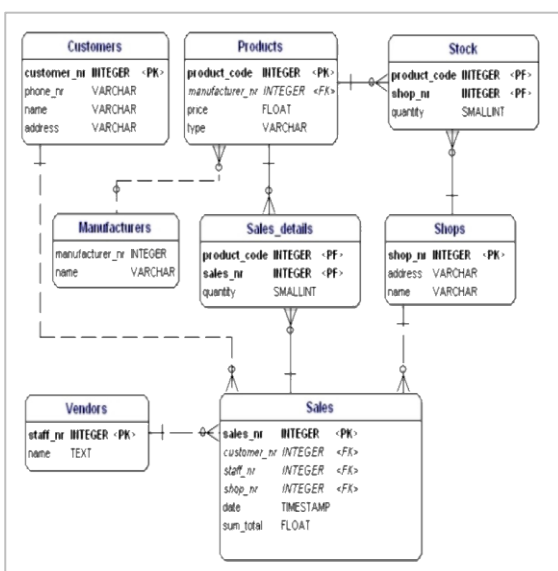 Customers
customer_nr INTEGER <PK>
phone_nr VARCHAR
name VARCHAR
address VARCHAR
Products
product_code INTEGER <PK>
manufacturer_nr INTEGER <FK>
price FLOAT
type VARCHAR
Stock
product_code INTEGER <PF>
shop_nr INTEGER <PF>
quantity SMALLINT
Manufacturers
manufacturer_nr INTEGER
name VARCHAR
Sales_details
product_code INTEGER <PF>
sales_nr INTEGER <PF>
quantity SMALLINT
Shops
shop_nr INTEGER <PK>
address VARCHAR
name VARCHAR
Vendors
staff_nr INTEGER <PK>
name TEXT
Sales
sales_nr INTEGER <PK>
customer_nr INTEGER <FK>
staff_nr INTEGER <FK>
shop_nr INTEGER <FK>
date TIMESTAMP
sum_total FLOAT